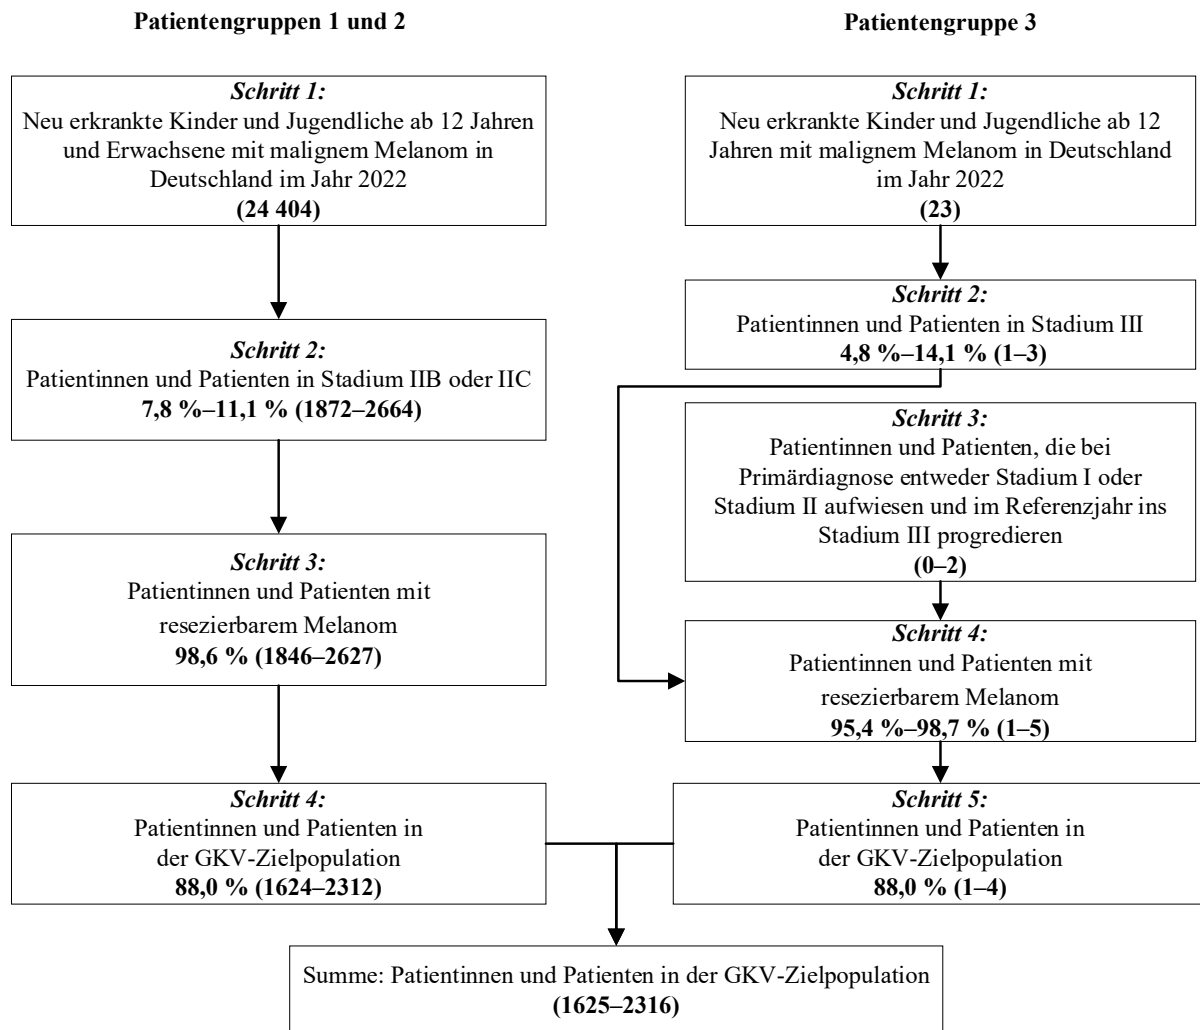 Patientengruppen 1 und 2
Schritt 1:
Neu erkrankte Kinder und Jugendliche ab 12 Jahren
und Erwachsene mit malignem Melanom in
Deutschland im Jahr 2022
(24 404)
Schritt 2:
Patientinnen und Patienten in Stadium IIB oder IIC
7,8 %–11,1 % (1872–2664)
Schritt 3:
Patientinnen und Patienten mit
resezierbarem Melanom
98,6 % (1846–2627)
Schritt 4:
Patientinnen und Patienten in
der GKV-Zielpopulation
88,0 % (1624–2312)
Patientengruppe 3
Schritt 1:
Neu erkrankte Kinder und Jugendliche ab 12
Jahren mit malignem Melanom in Deutschland
im Jahr 2022
(23)
Schritt 2:
Patientinnen und Patienten in Stadium III
4,8 %–14,1 % (1–3)
Schritt 3:
Patientinnen und Patienten, die bei
Primärdiagnose entweder Stadium I oder
Stadium II aufwiesen und im Referenzjahr ins
Stadium III progredieren
(0–2)
Schritt 4:
Patientinnen und Patienten mit
resezierbarem Melanom
95,4 %–98,7 % (1–5)
Schritt 5:
Patientinnen und Patienten in
der GKV-Zielpopulation
88,0 % (1–4)
Summe: Patientinnen und Patienten in der GKV-Zielpopulation
(1625–2316)